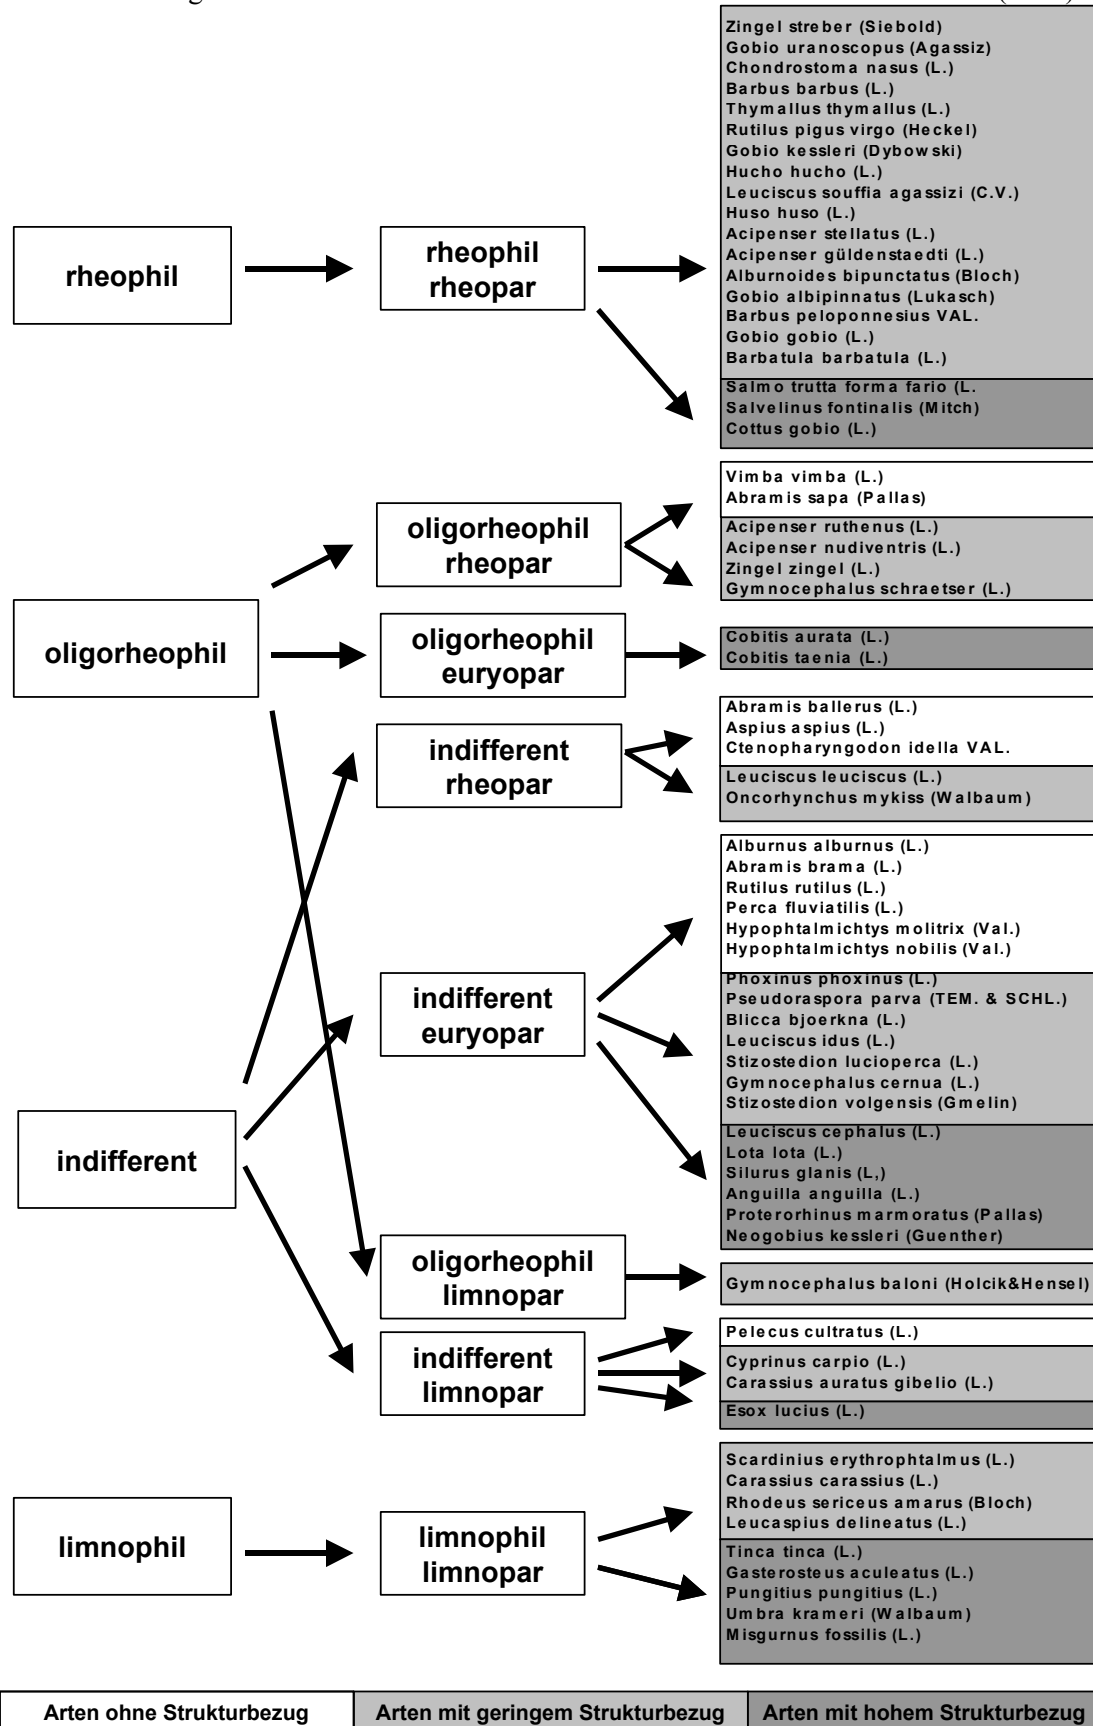 Zingel streber (Siebold)
Gobio uranoscopus (Agassiz)
Chondrostoma nasus (L.)
Barbus barbus (L.)
Thymallus thymallus (L.)
Rutilus pigus virgo (Heckel)
Gobio kessleri (Dybowski)
Hucho hucho (L.)
Leuciscus souffia agassizi (C.V.)
Huso huso (L.)
Acipenser stellatus (L.)
Acipenser güldenstaedti (L.)
Alburnoides bipunctatus (Bloch)
Gobio albipinnatus (Lukasch)
Barbus peloponnesius VAL.
Gobio gobio (L.)
Barbatula barbatula (L.)
rheophil
rheophil
rheopar
Salmo trutta forma fario (L.
Salvelinus fontinalis (Mitch)
Cottus gobio (L.)
Vimba vimba (L.)
Abramis sapa (Pallas)
oligorheophil
rheopar
Acipenser ruthenus (L.)
Acipenser nudiventris (L.)
Zingel zingel (L.)
Gymnocephalus schraetser (L.)
oligorheophil
oligorheophil
euryopar
Cobitis aurata (L.)
Cobitis taenia (L.)
indifferent
rheopar
Abramis ballerus (L.)
Aspius aspius (L.)
Ctenopharyngodon idella VAL.
Leuciscus leuciscus (L.)
Oncorhynchus mykiss (Walbaum)
Alburnus alburnus (L.)
Abramis brama (L.)
Rutilus rutilus (L.)
Perca fluviatilis (L.)
Hypophtalmichtys molitrix (Val.)
Hypophtalmichtys nobilis (Val.)
indifferent
euryopar
Phoxinus phoxinus (L.)
Pseudoraspora parva (TEM. & SCHL.)
Blicca bjoerkna (L.)
Leuciscus idus (L.)
Stizostedion lucioperca (L.)
Gymnocephalus cernua (L.)
Stizostedion volgensis (Gmelin)
indifferent
Leuciscus cephalus (L.)
Lota lota (L.)
Silurus glanis (L,)
Anguilla anguilla (L.)
Proterorhinus marmoratus (Pallas)
Neogobius kessleri (Guenther)
oligorheophil
limnopar
Gymnocephalus baloni (Holcik&Hensel)
indifferent
limnopar
Pelecus cultratus (L.)
Cyprinus carpio (L.)
Carassius auratus gibelio (L.)
Esox lucius (L.)
limnophil
limnophil
limnopar
Scardinius erythrophtalmus (L.)
Carassius carassius (L.)
Rhodeus sericeus amarus (Bloch)
Leucaspius delineatus (L.)
Tinca tinca (L.)
Gasterosteus aculeatus (L.)
Pungitius pungitius (L.)
Umbra krameri (Walbaum)
Misgurnus fossilis (L.)
Arten ohne Strukturbezug
Arten mit geringem Strukturbezug
Arten mit hohem Strukturbezug